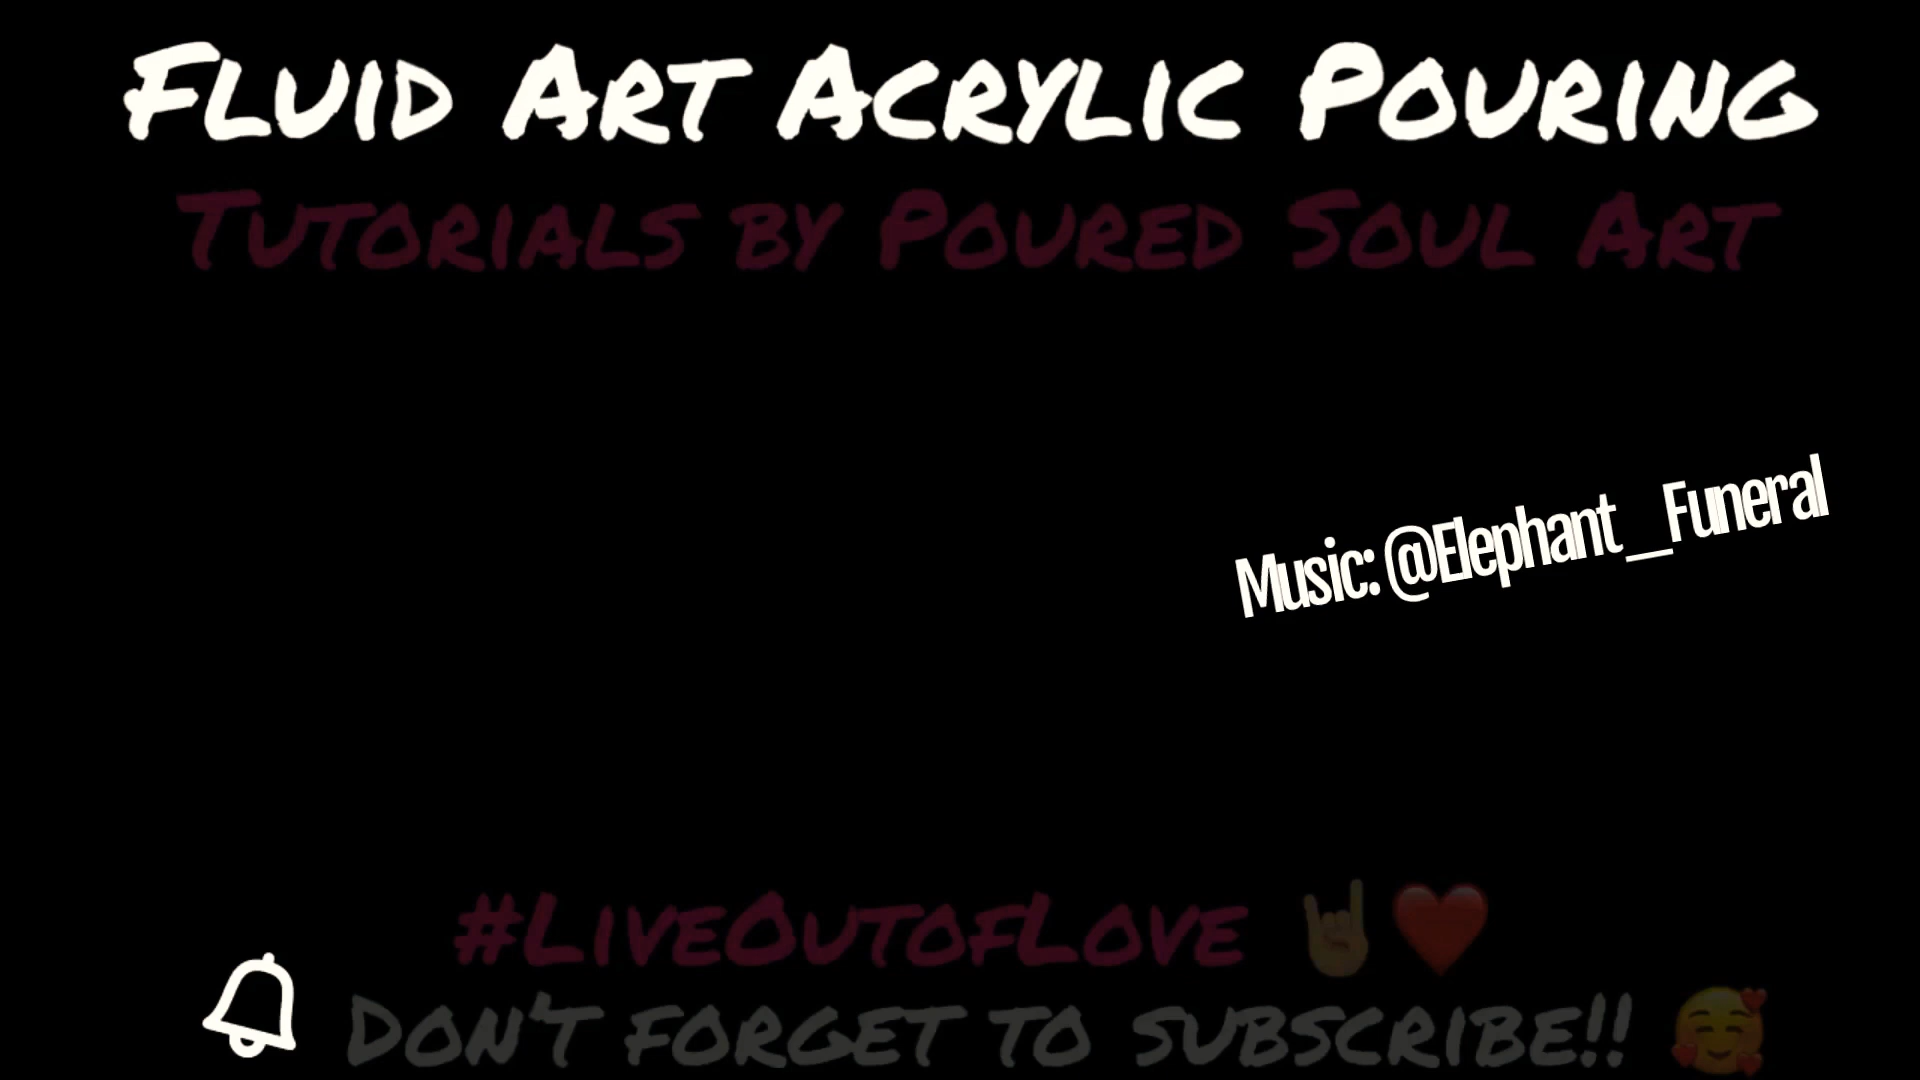 Fluid Art Acrylic Pouring
Tutorials by Poured Soul Art
Music: @Elephant_Funeral
#LiveOutofLove 🤘❤️
Don't forget to subscribe!! 🥰